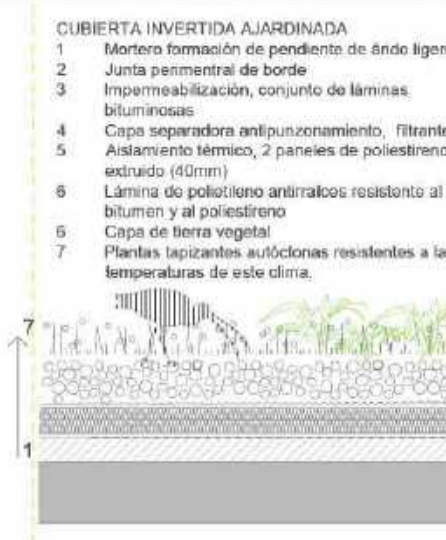 CUBIERTA INVERTIDA AJARDINADA
1 Mortero formación de pendiente de árido liger
2 Junta perimentral de borde
3 Impermeabilización, conjunto de láminas
bituminosas
4 Capa separadora antipunzonamiento, filtrante
5 Aislamiento térmico, 2 paneles de poliestireno
extruido (40mm)
6 Lámina de polietileno antirraíces resistente al
bitumen y al poliestireno
6 Capa de tierra vegetal
7 Plantas tapizantes autóctonas resistentes a la
temperaturas de este clima.
7
1